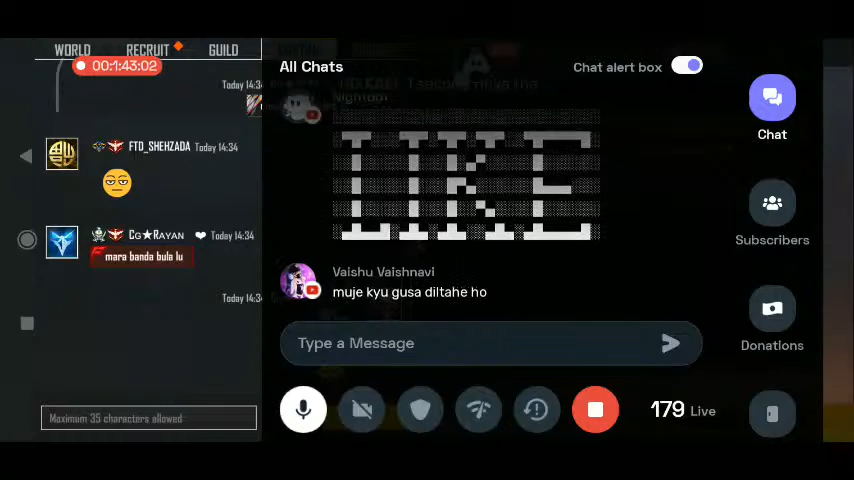 WORLD RECRUIT GUILD
00:1:43:02
Today 14:34
FTD_SHEHZADA Today 14:34
CG★RAYAN ❤ Today 14:34
mara banda bula lu
Today 14:34
Maximum 35 characters allowed
All Chats
Chat alert box
Nightbot
LIKE
Vaishu Vaishnavi
muje kyu gusa diltahe ho
Type a Message
179 Live
Chat
Subscribers
Donations